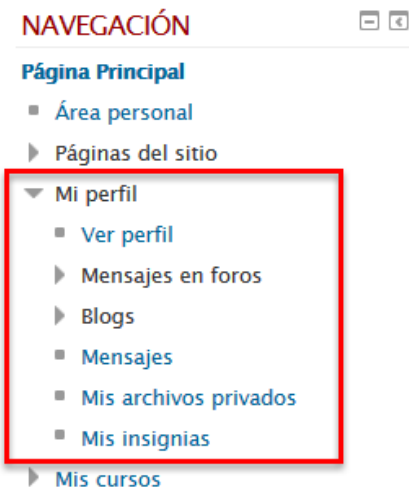 NAVEGACIÓN
Página Principal
Área personal
Páginas del sitio
Mi perfil
Ver perfil
Mensajes en foros
Blogs
Mensajes
Mis archivos privados
Mis insignias
Mis cursos